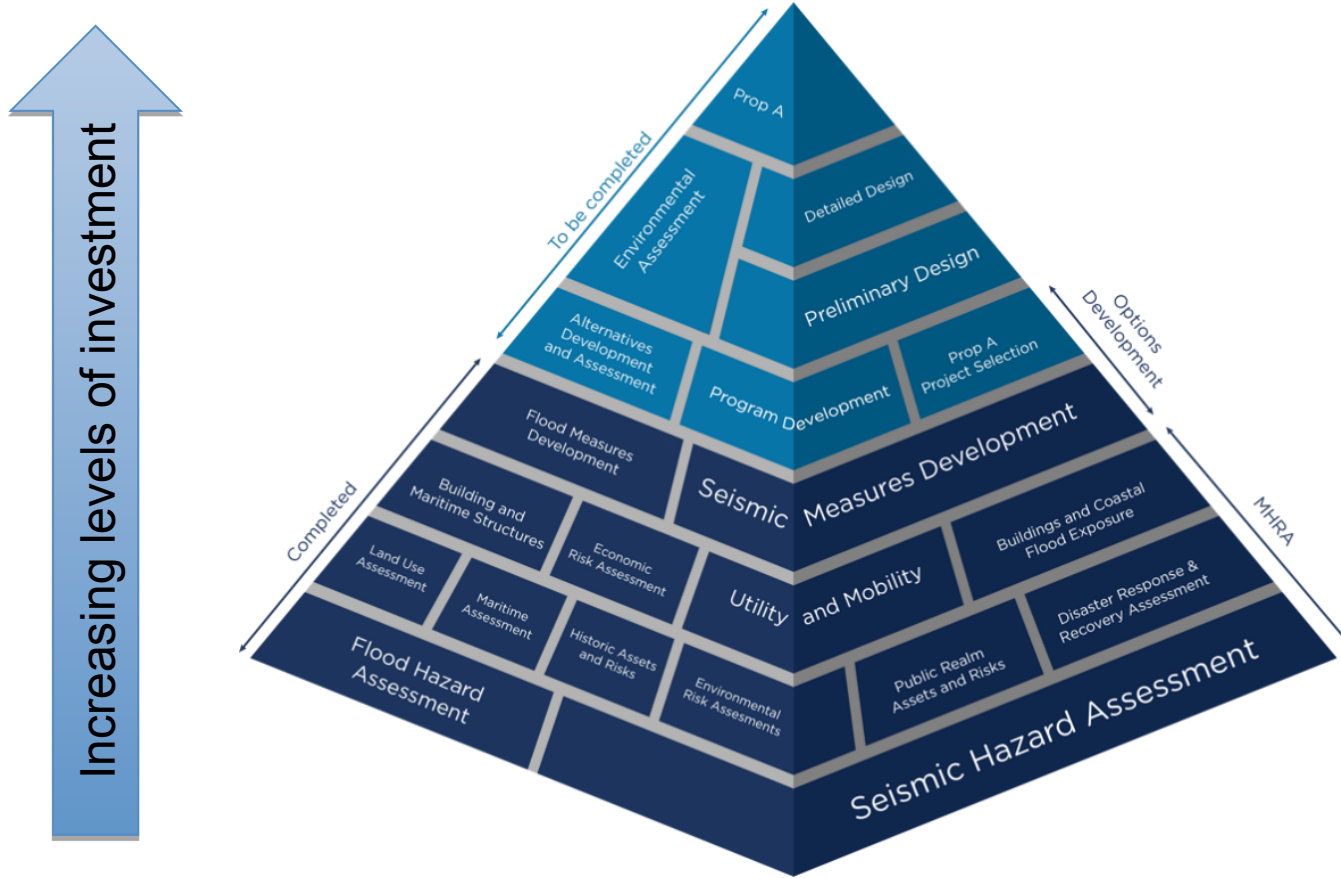 Increasing levels of investment
To be completed
Completed
Prop A
Environmental
Assessment
Detailed Design
Preliminary Design
Alternatives
Development
and Assessment
Program Development
Prop A
Project Selection
Options
Development
Flood Measures
Development
Seismic Measures Development
MHRA
Building and
Maritime Structures
Economic
Risk Assessment
Utility and Mobility
Buildings and Coastal
Flood Exposure
Land Use
Assessment
Maritime
Assessment
Historic Assets
and Risks
Environmental
Risk Assesments
Public Realm
Assets and Risks
Disaster Response &
Recovery Assessment
Flood Hazard
Assessment
Seismic Hazard Assessment